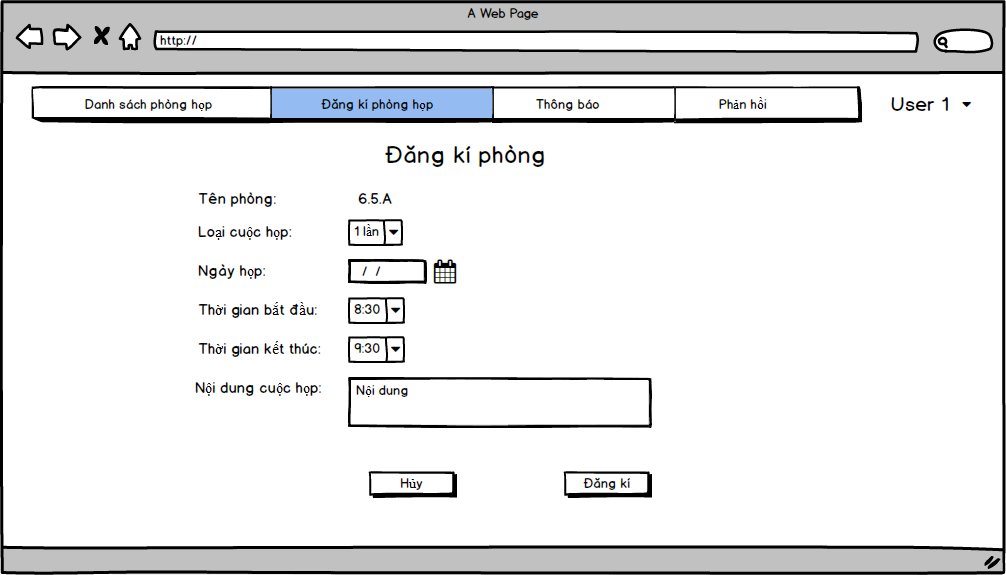 A Web Page
http://
Danh sách phòng họp Đăng kí phòng họp Thông báo Phản hồi User 1
Đăng kí phòng
Tên phòng: 6.5.A
Loại cuộc họp: 1 lần
Ngày họp: / /
Thời gian bắt đầu: 8:30
Thời gian kết thúc: 9:30
Nội dung cuộc họp: Nội dung
Hủy Đăng kí